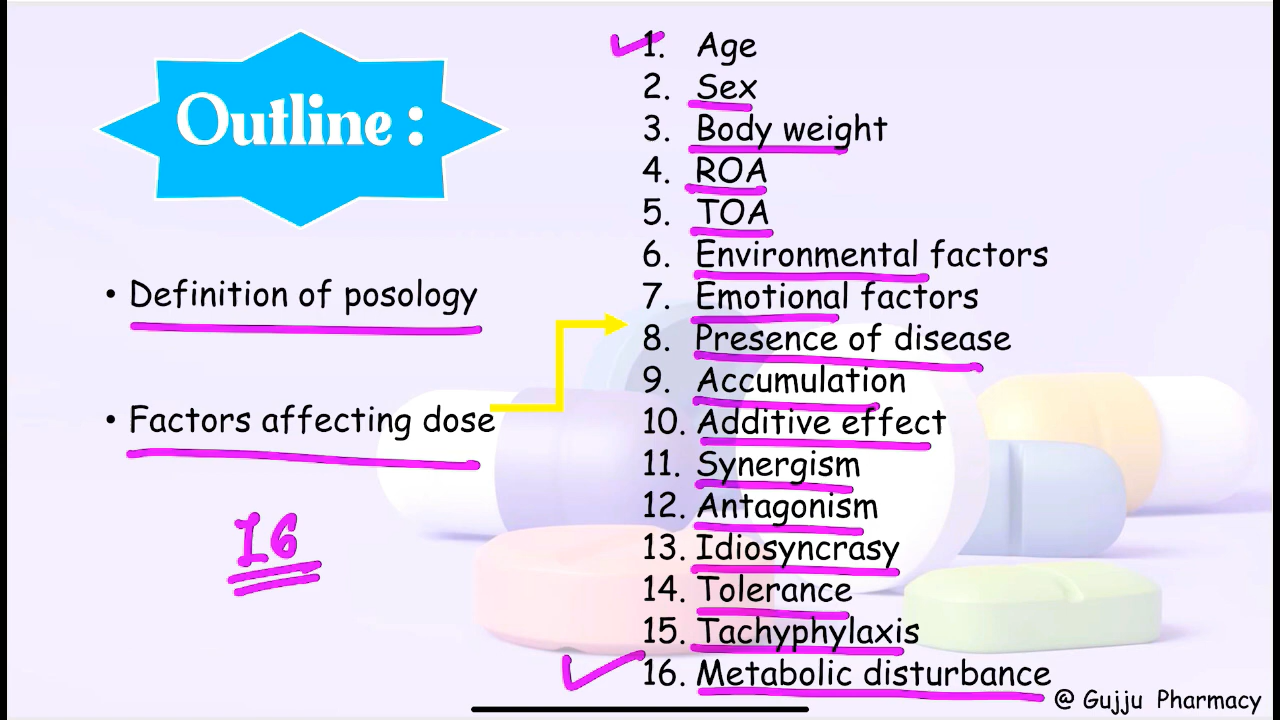 Outline :
• Definition of posology
• Factors affecting dose
16
1. Age
2. Sex
3. Body weight
4. ROA
5. TOA
6. Environmental factors
7. Emotional factors
8. Presence of disease
9. Accumulation
10. Additive effect
11. Synergism
12. Antagonism
13. Idiosyncrasy
14. Tolerance
15. Tachyphylaxis
16. Metabolic disturbance
@ Gujju Pharmacy